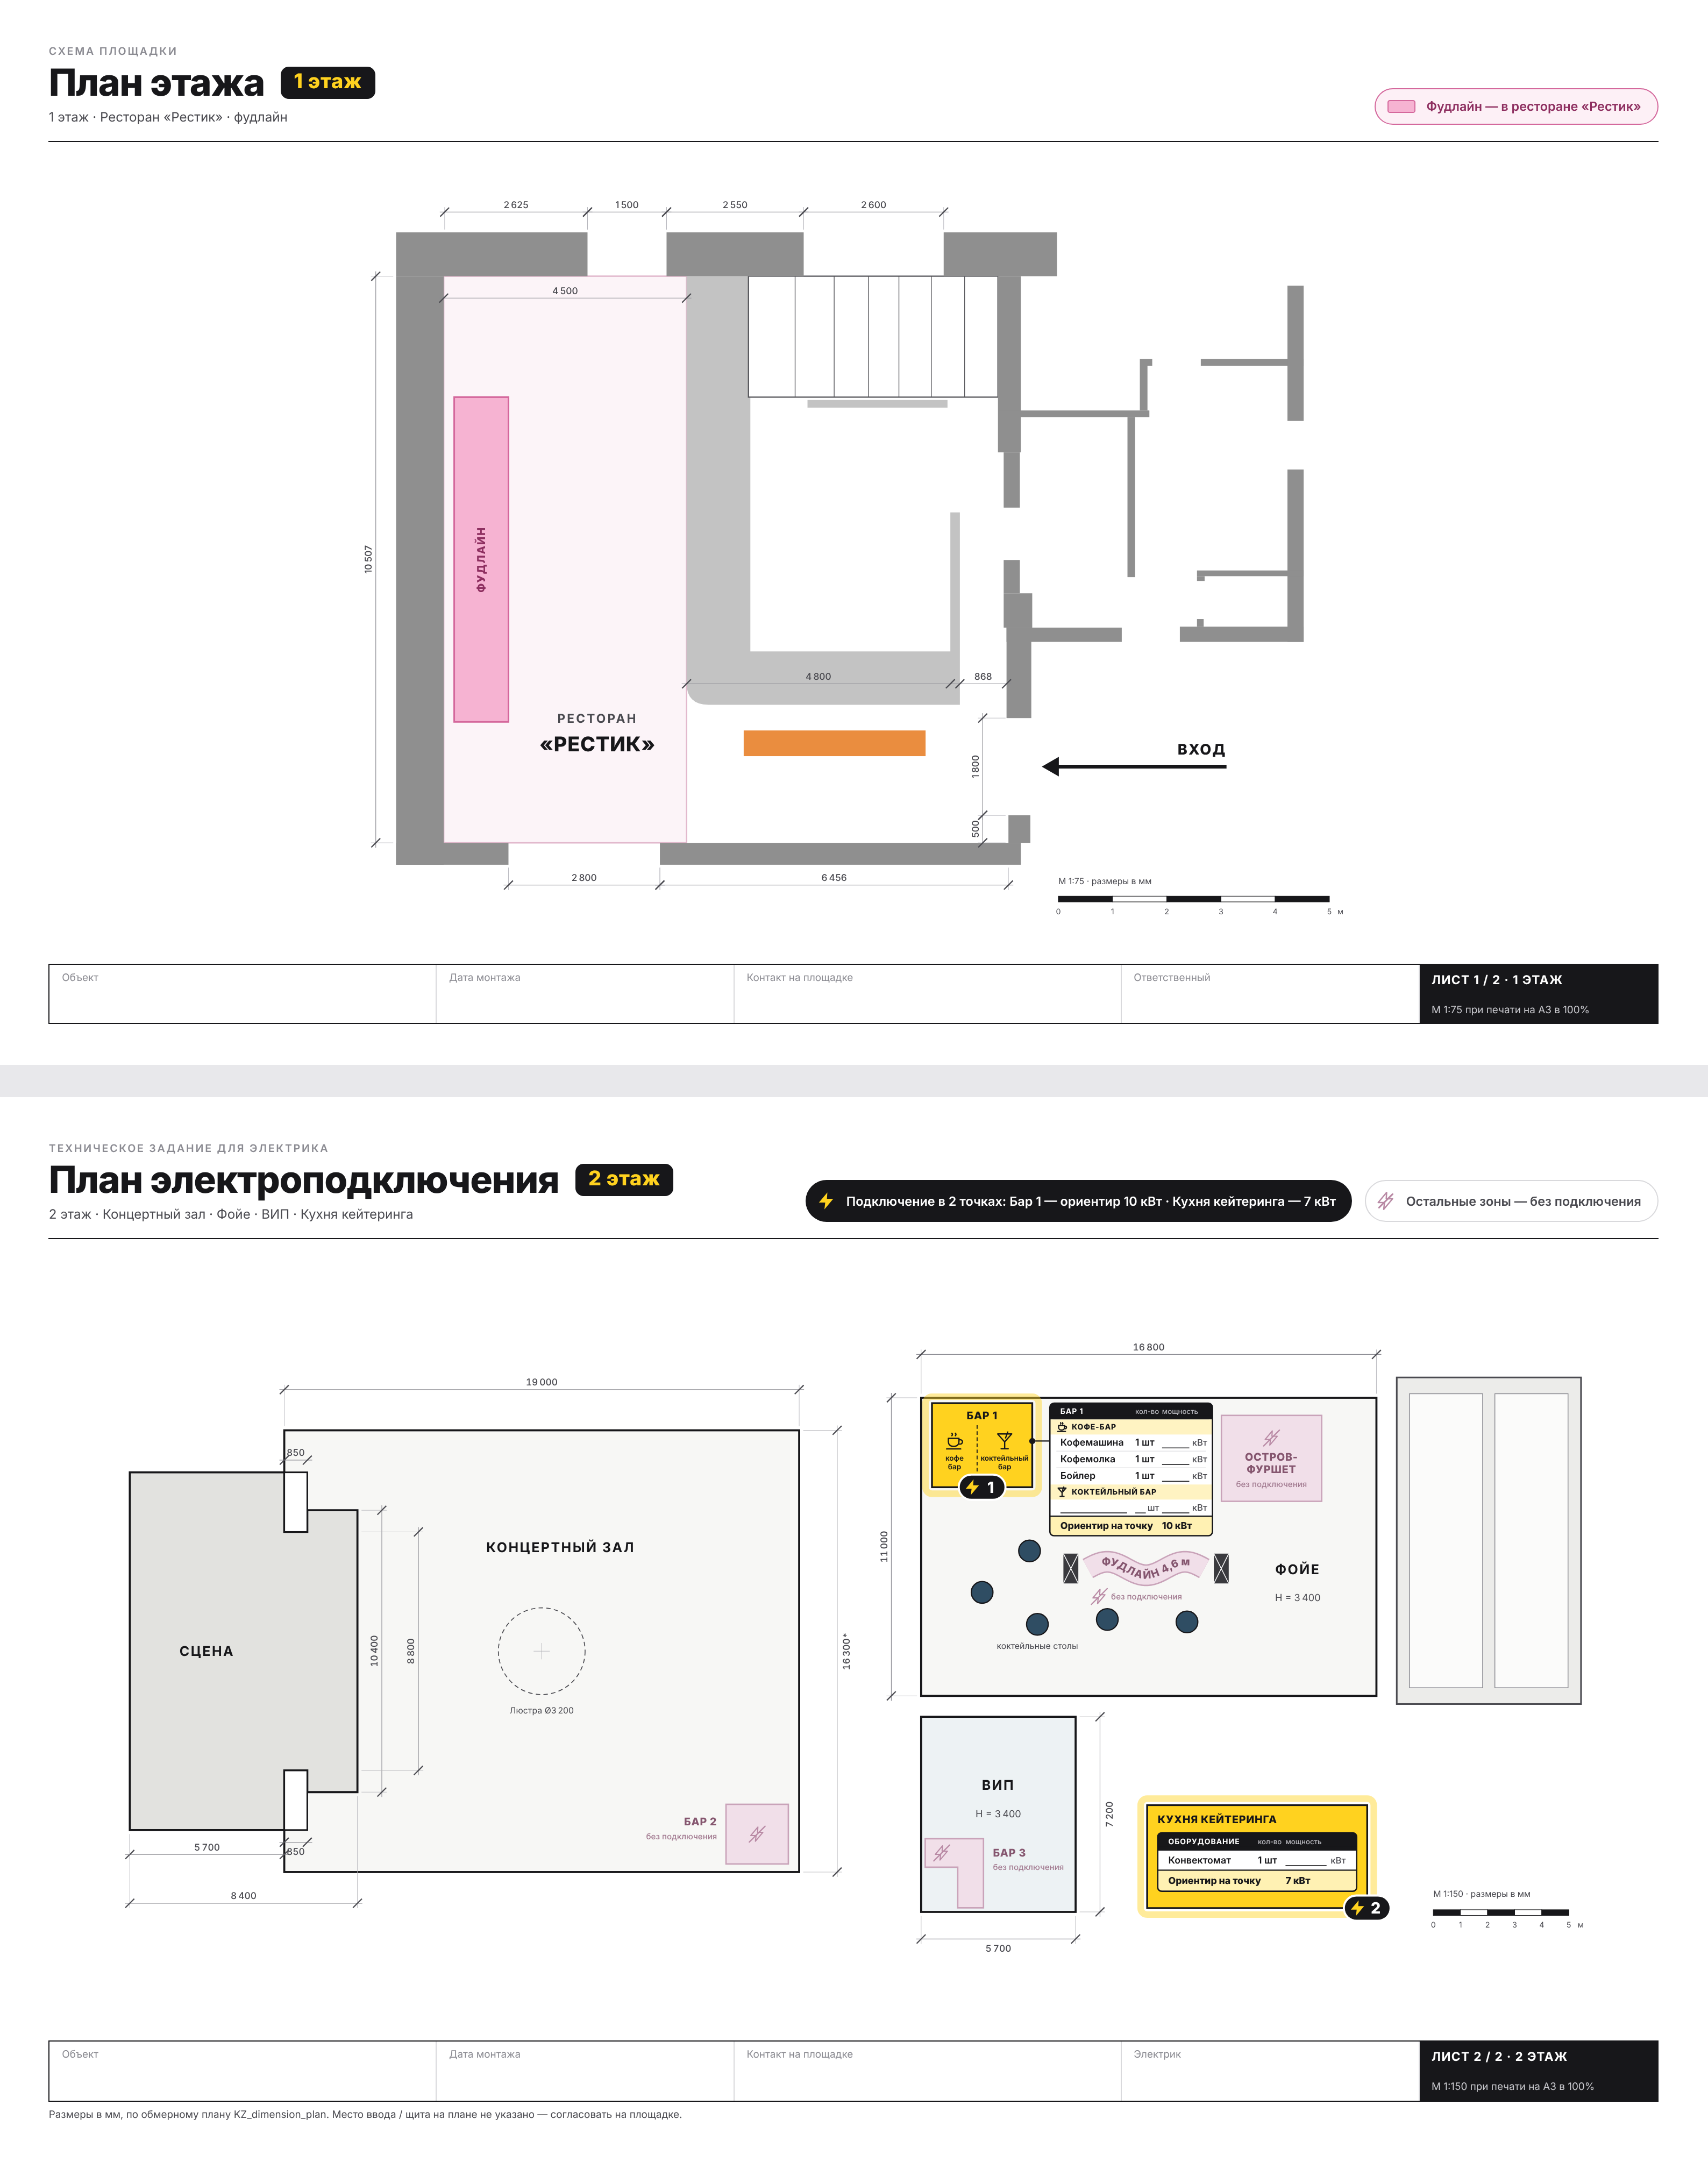 СХЕМА ПЛОЩАДКИ
План этажа 1 этаж
1 этаж · Ресторан «Рестик» · фудлайн
Фудлайн — в ресторане «Рестик»
2 625 1 500 2 550 2 600
4 500
10 507
ФУДЛАЙН
РЕСТОРАН
«РЕСТИК»
4 800 868
1 800
500
ВХОД
2 800 6 456
М 1:75 · размеры в мм
0 1 2 3 4 5 м
Объект
Дата монтажа
Контакт на площадке
Ответственный
ЛИСТ 1 / 2 · 1 ЭТАЖ
М 1:75 при печати на А3 в 100%
ТЕХНИЧЕСКОЕ ЗАДАНИЕ ДЛЯ ЭЛЕКТРИКА
План электроподключения 2 этаж
2 этаж · Концертный зал · Фойе · ВИП · Кухня кейтеринга
Подключение в 2 точках: Бар 1 — ориентир 10 кВт · Кухня кейтеринга — 7 кВт
Остальные зоны — без подключения
19 000
850
СЦЕНА
10 400
8 800
КОНЦЕРТНЫЙ ЗАЛ
Люстра Ø3 200
16 300*
БАР 2
без подключения
5 700
850
8 400
16 800
11 000
БАР 1
кофе бар
коктейльный бар
1
БАР 1 кол-во мощность
КОФЕ-БАР
Кофемашина 1 шт ____ кВт
Кофемолка 1 шт ____ кВт
Бойлер 1 шт ____ кВт
КОКТЕЙЛЬНЫЙ БАР
__________ __ шт ____ кВт
Ориентир на точку 10 кВт
ОСТРОВ-
ФУРШЕТ
без подключения
ФУДЛАЙН 4,6 м
без подключения
коктейльные столы
ФОЙЕ
H = 3 400
ВИП
H = 3 400
БАР 3
без подключения
7 200
5 700
КУХНЯ КЕЙТЕРИНГА
ОБОРУДОВАНИЕ кол-во мощность
Конвектомат 1 шт ______ кВт
Ориентир на точку 7 кВт
2
М 1:150 · размеры в мм
0 1 2 3 4 5 м
Объект
Дата монтажа
Контакт на площадке
Электрик
ЛИСТ 2 / 2 · 2 ЭТАЖ
М 1:150 при печати на А3 в 100%
Размеры в мм, по обмерному плану KZ_dimension_plan. Место ввода / щита на плане не указано — согласовать на площадке.